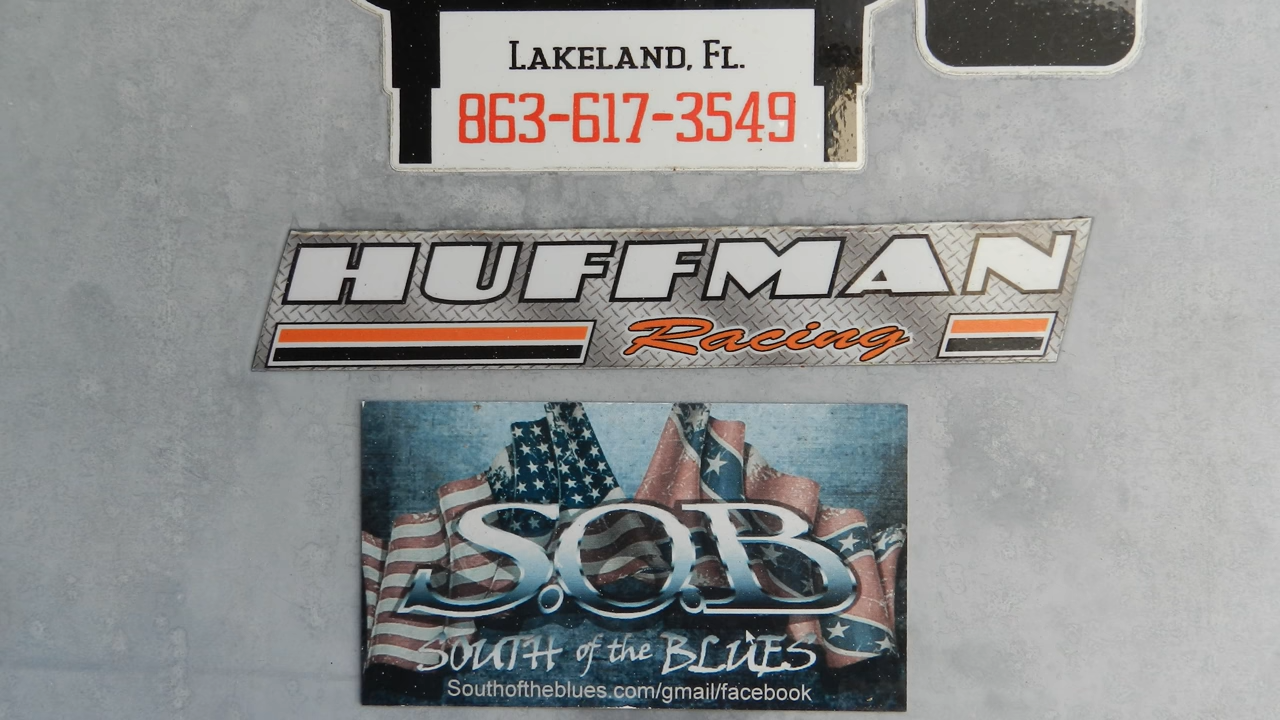 LAKELAND, FL.
863-617-3549
HUFFMAN
Racing
S.O.B
SOUTH of the BLUES
Southoftheblues.com/gmail/facebook